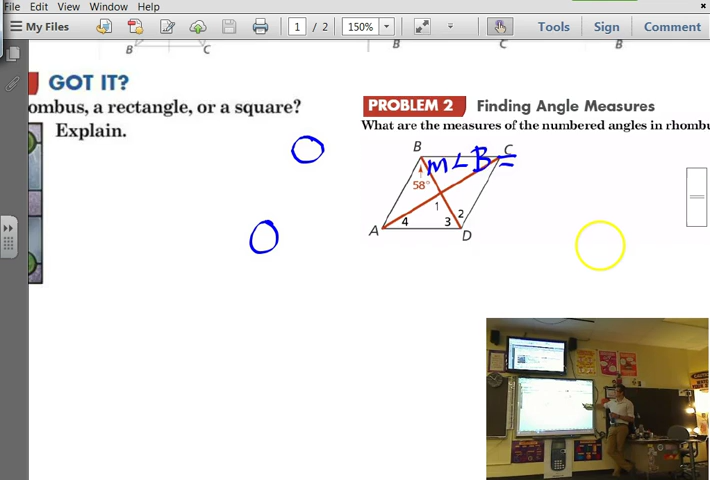 File Edit View Window Help ×
My Files 1 / 2 150% Tools Sign Comment
B C B C B
GOT IT?
ombus, a rectangle, or a square?
Explain.
PROBLEM 2 Finding Angle Measures
What are the measures of the numbered angles in rhombu
B C
m∠B=
58°
1
4 3 2
A D